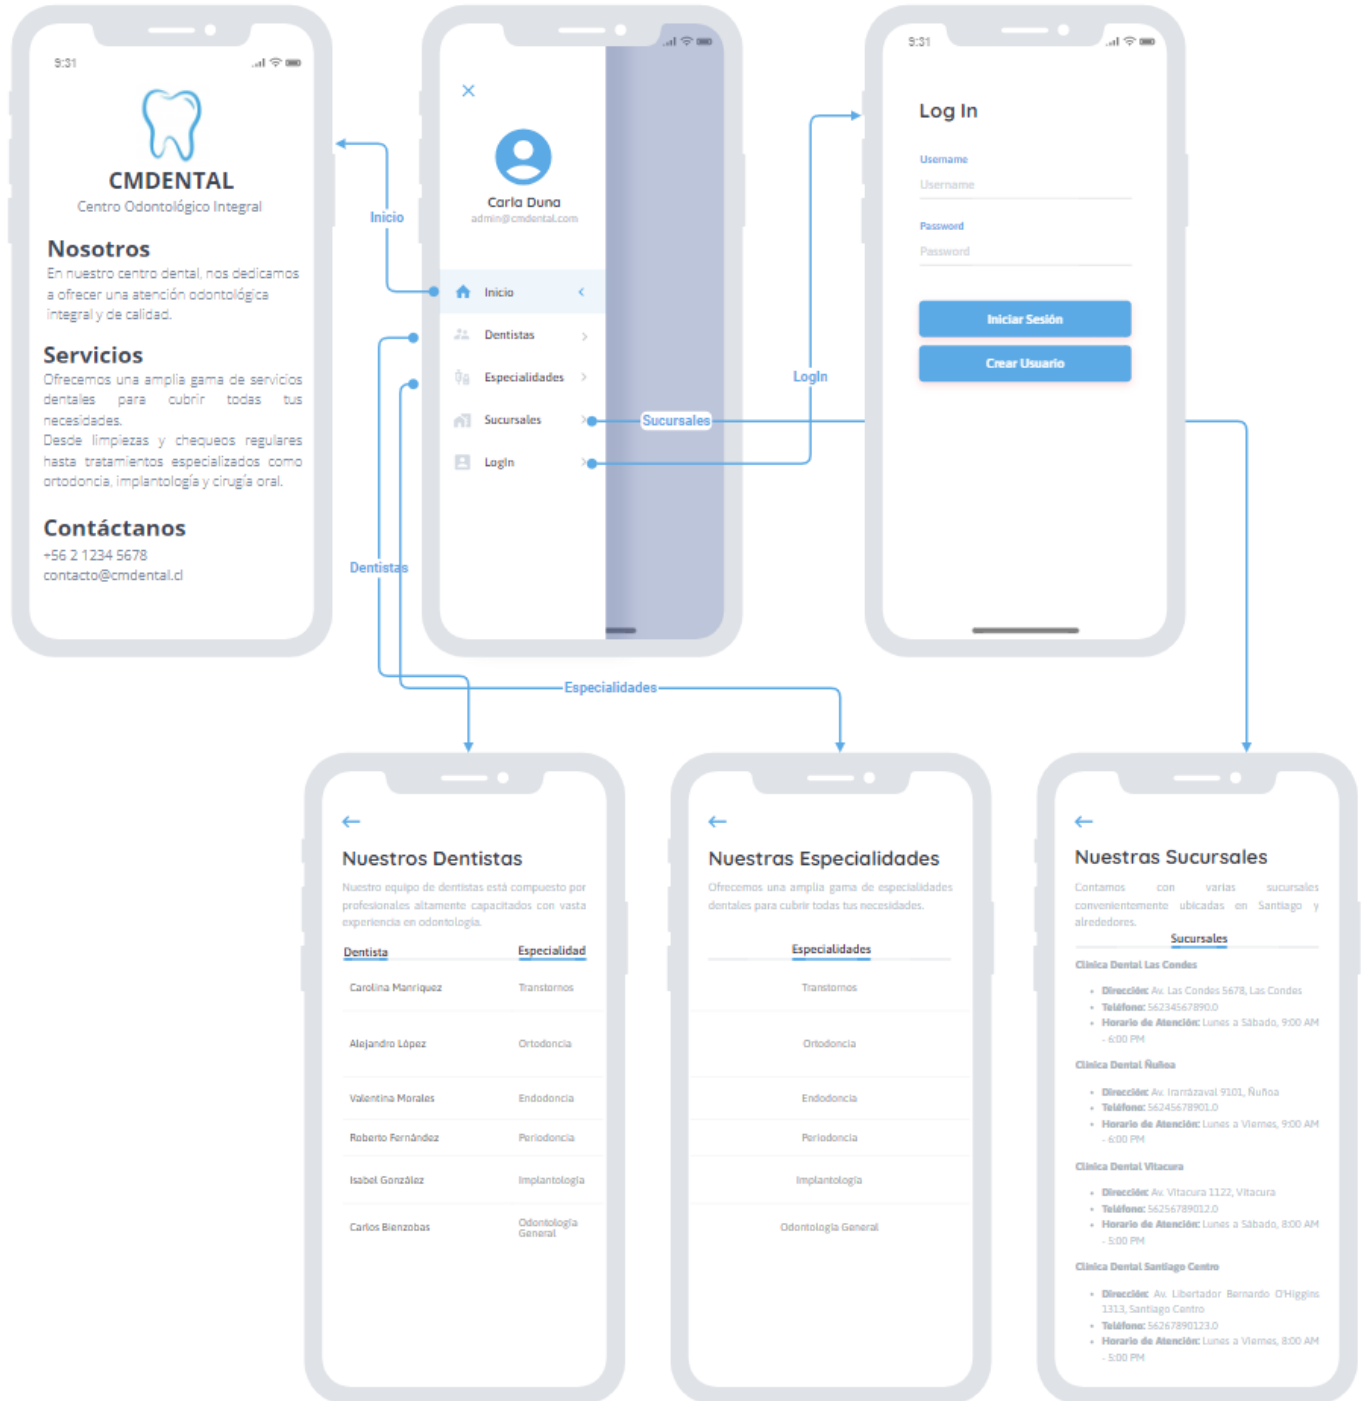 9:31
CMDENTAL
Centro Odontológico Integral
Nosotros
En nuestro centro dental, nos dedicamos
a ofrecer una atención odontológica
integral y de calidad.
Servicios
Ofrecemos una amplia gama de servicios
dentales para cubrir todas tus
necesidades.
Desde limpiezas y chequeos regulares
hasta tratamientos especializados como
ortodoncia, implantología y cirugía oral.
Contáctanos
+56 2 1234 5678
contacto@cmdental.cl
Inicio
Carla Duna
admin@cmdental.com
Inicio
Dentistas
Especialidades
Sucursales
LogIn
Sucursales
LogIn
Dentistas
Especialidades
9:31
Log In
Username
Username
Password
Password
Iniciar Sesión
Crear Usuario
Nuestros Dentistas
Nuestro equipo de dentistas está compuesto por
profesionales altamente capacitados con vasta
experiencia en odontología.
Dentista Especialidad
Carolina Manriquez Transtornos
Alejandro López Ortodoncia
Valentina Morales Endodoncia
Roberto Fernández Periodoncia
Isabel González Implantología
Carlos Bienzobas Odontología
General
Nuestras Especialidades
Ofrecemos una amplia gama de especialidades
dentales para cubrir todas tus necesidades.
Especialidades
Transtornos
Ortodoncia
Endodoncia
Periodoncia
Implantología
Odontología General
Nuestras Sucursales
Contamos con varias sucursales
convenientemente ubicadas en Santiago y
alrededores.
Sucursales
Clínica Dental Las Condes
• Dirección: Av. Las Condes 5678, Las Condes
• Teléfono: 56234567890.0
• Horario de Atención: Lunes a Sábado, 9:00 AM
- 6:00 PM
Clínica Dental Ñuñoa
• Dirección: Av. Irarrázaval 9101, Ñuñoa
• Teléfono: 56245678901.0
• Horario de Atención: Lunes a Viernes, 9:00 AM
- 6:00 PM
Clínica Dental Vitacura
• Dirección: Av. Vitacura 1122, Vitacura
• Teléfono: 56256789012.0
• Horario de Atención: Lunes a Sábado, 8:00 AM
- 5:00 PM
Clínica Dental Santiago Centro
• Dirección: Av. Libertador Bernardo O'Higgins
1313, Santiago Centro
• Teléfono: 56267890123.0
• Horario de Atención: Lunes a Viernes, 8:00 AM
- 5:00 PM